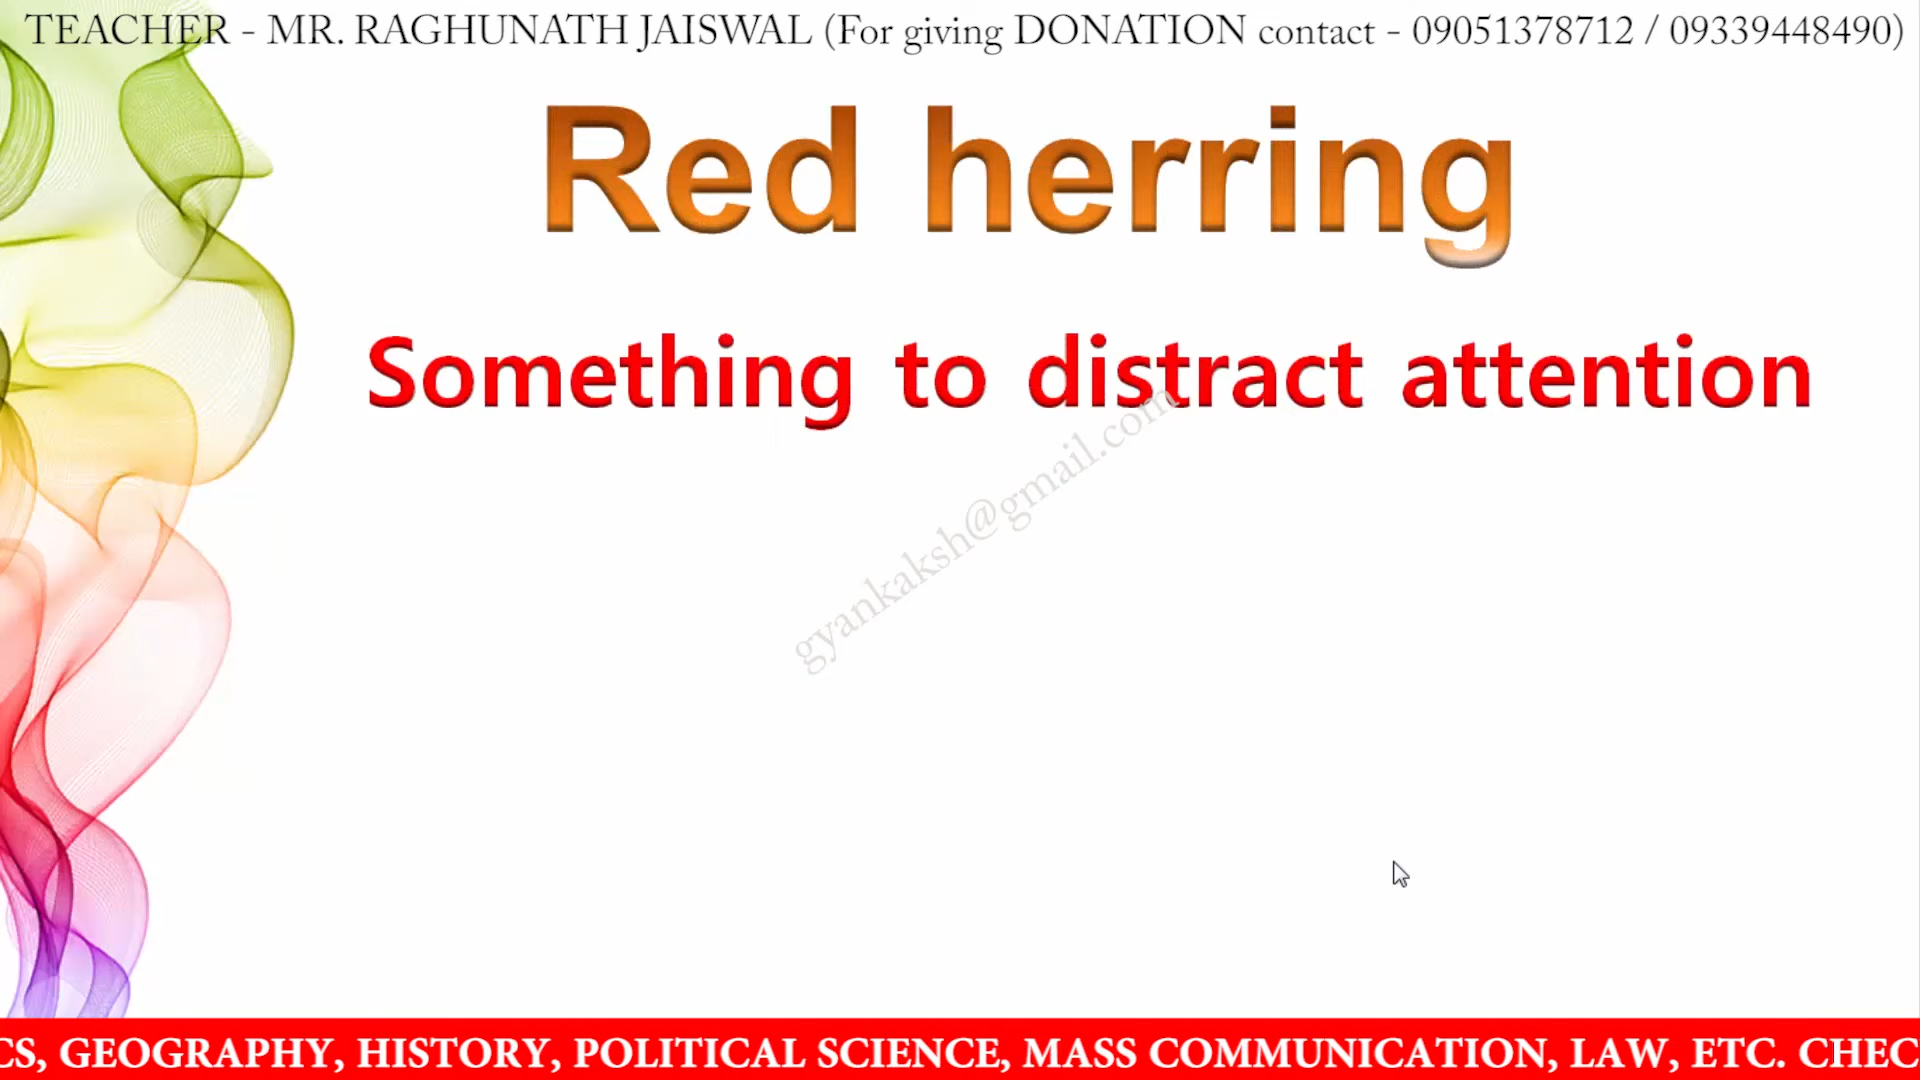 TEACHER - MR. RAGHUNATH JAISWAL (For giving DONATION contact - 09051378712 / 09339448490)
Red herring
Something to distract attention
gyankaksh@gmail.com
CS, GEOGRAPHY, HISTORY, POLITICAL SCIENCE, MASS COMMUNICATION, LAW, ETC. CHEC